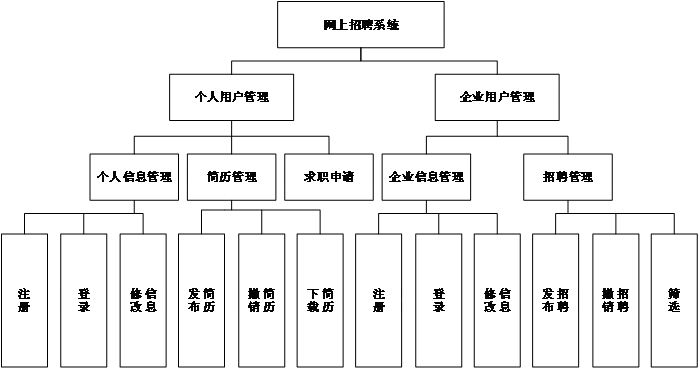 网上招聘系统
个人用户管理
企业用户管理
个人信息管理
简历管理
求职申请
企业信息管理
招聘管理
注册
登录
修改信息
发布简历
撤销简历
下载简历
注册
登录
修改信息
发布招聘
撤销招聘
筛选